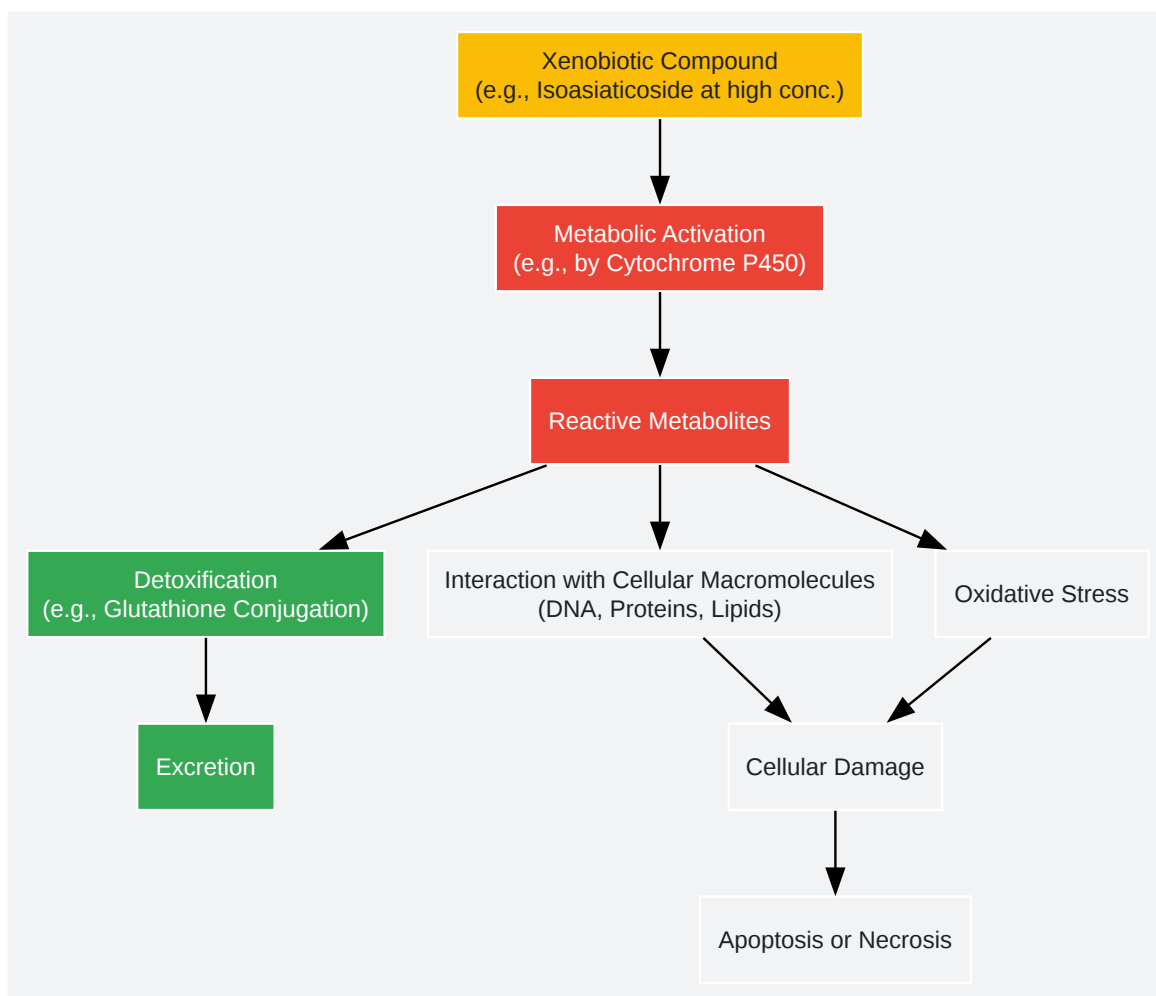 Xenobiotic Compound
(e.g., Isoasiaticoside at high conc.)
Metabolic Activation
(e.g., by Cytochrome P450)
Reactive Metabolites
Detoxification
(e.g., Glutathione Conjugation)
Interaction with Cellular Macromolecules
(DNA, Proteins, Lipids)
Oxidative Stress
Excretion
Cellular Damage
Apoptosis or Necrosis